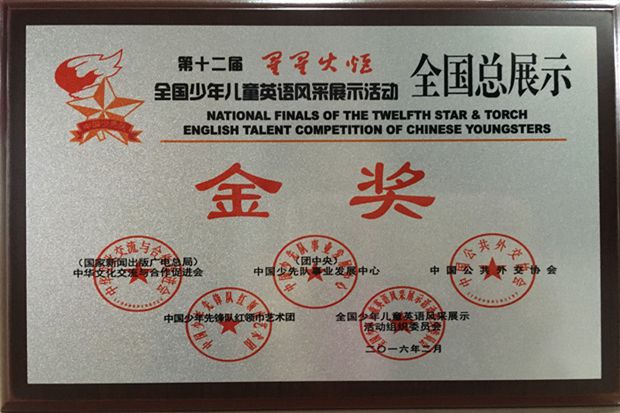 第十二届 星星火炬
全国少年儿童英语风采展示活动 全国总展示
NATIONAL FINALS OF THE TWELFTH STAR & TORCH
ENGLISH TALENT COMPETITION OF CHINESE YOUNGSTERS
金 奖
(国家新闻出版广电总局)
中华文化交流与合作促进会
(团中央)
中国少先队事业发展中心
中国公共外交协会
中国少年先锋队红领巾艺术团
全国少年儿童英语风采展示
活动组织委员会
二〇一六年二月